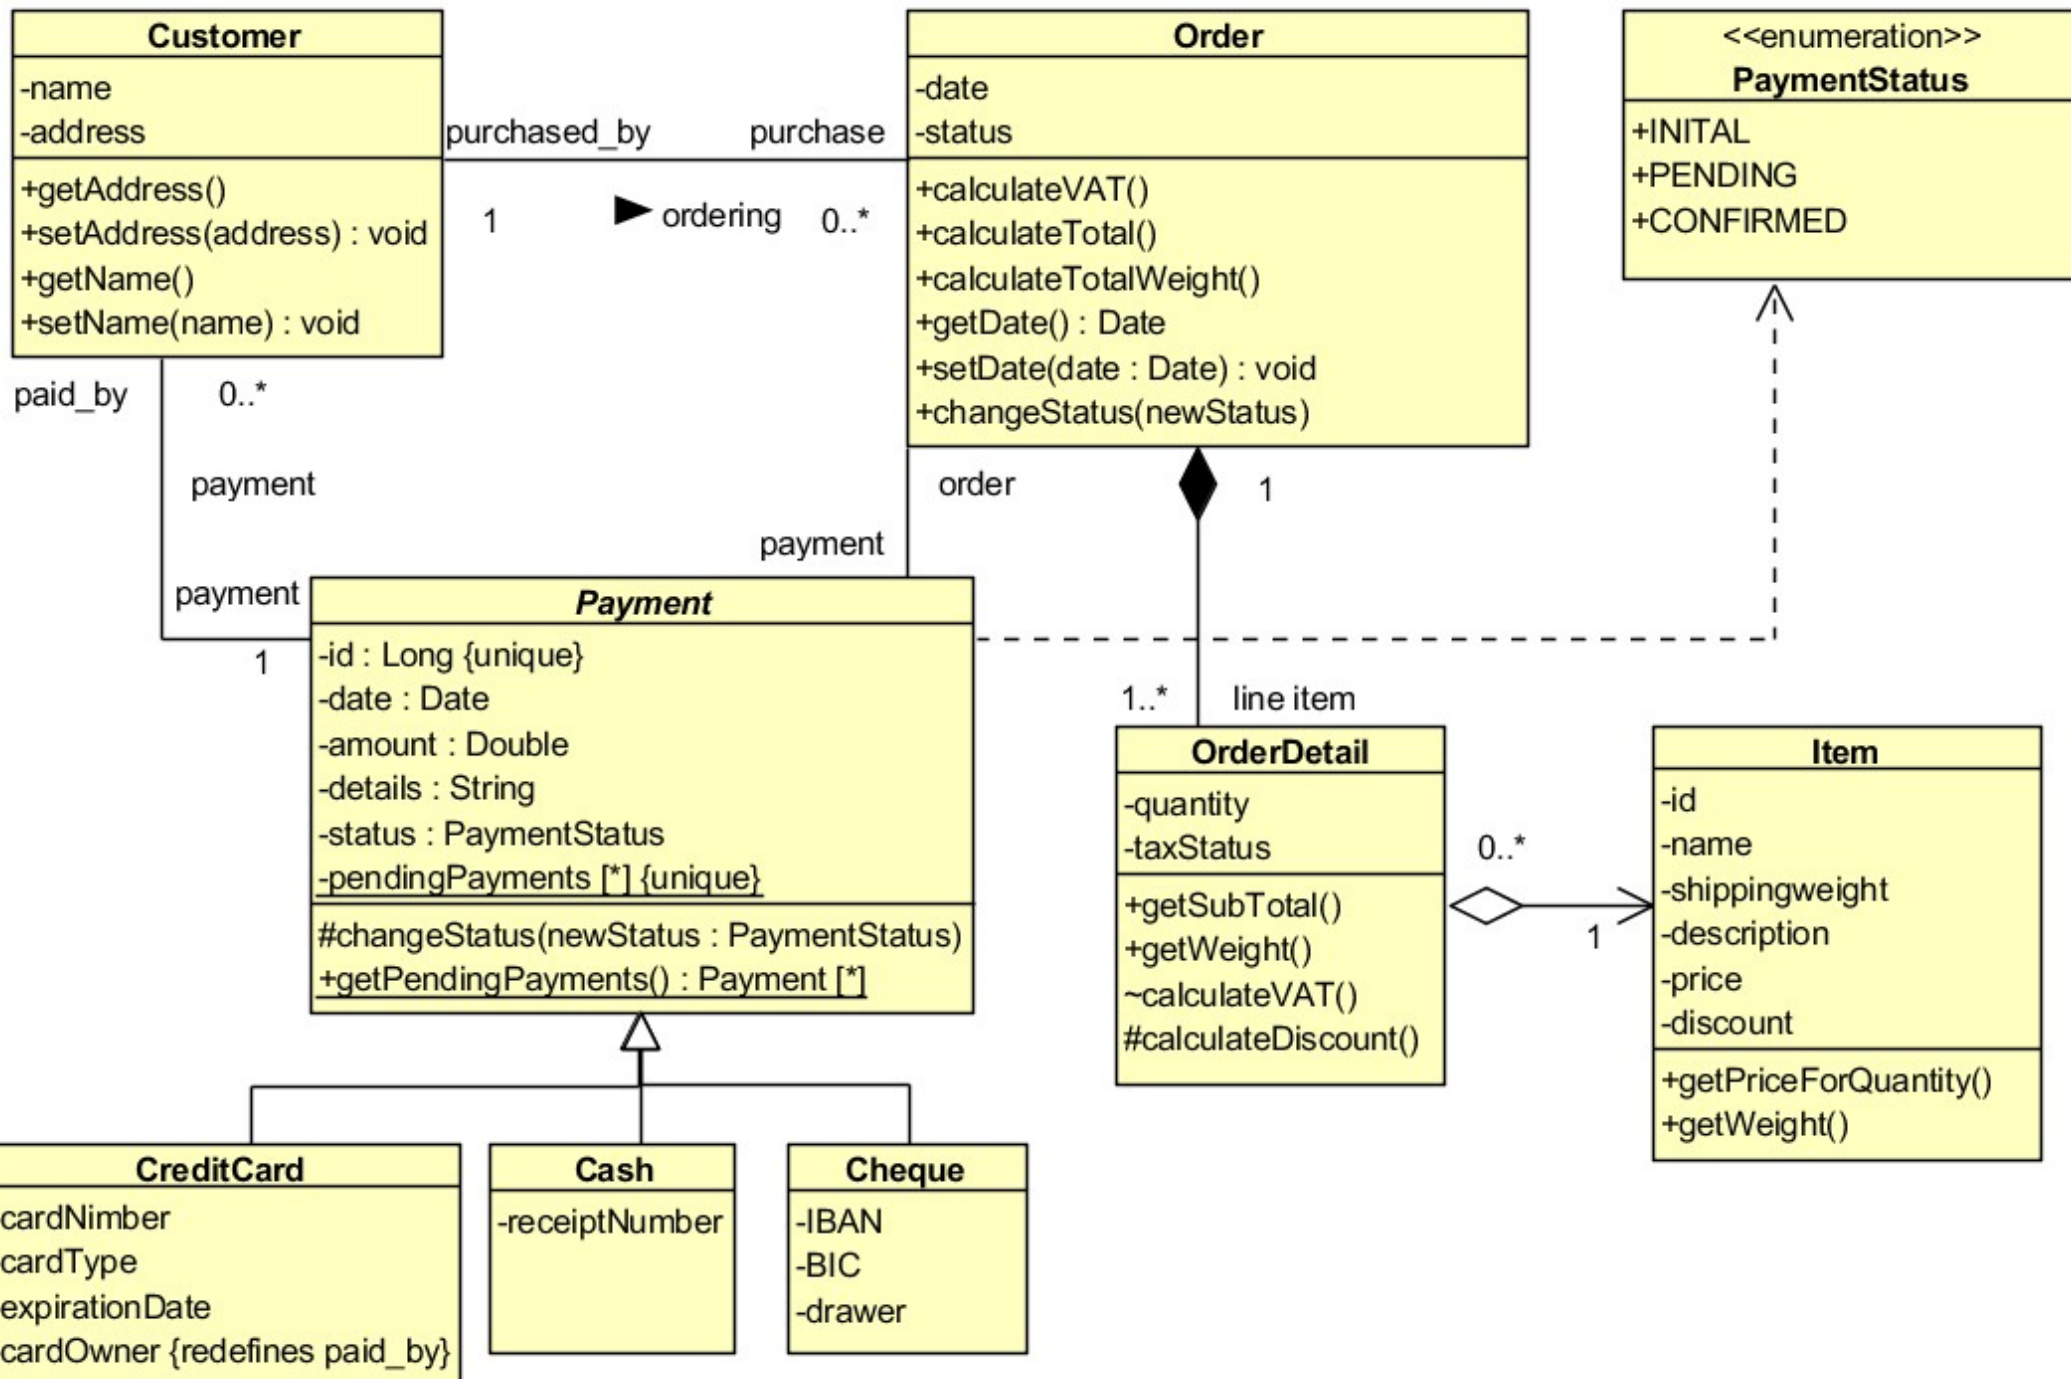 Customer
-name
-address
+getAddress()
+setAddress(address) : void
+getName()
+setName(name) : void
purchased_by
purchase
1
ordering
0..*
Order
-date
-status
+calculateVAT()
+calculateTotal()
+calculateTotalWeight()
+getDate() : Date
+setDate(date : Date) : void
+changeStatus(newStatus)
<<enumeration>>
PaymentStatus
+INITAL
+PENDING
+CONFIRMED
paid_by
0..*
payment
payment
1
order
payment
1
1..*
line item
Payment
-id : Long {unique}
-date : Date
-amount : Double
-details : String
-status : PaymentStatus
-pendingPayments [*] {unique}
#changeStatus(newStatus : PaymentStatus)
+getPendingPayments() : Payment [*]
OrderDetail
-quantity
-taxStatus
+getSubTotal()
+getWeight()
~calculateVAT()
#calculateDiscount()
0..*
1
Item
-id
-name
-shippingweight
-description
-price
-discount
+getPriceForQuantity()
+getWeight()
CreditCard
cardNimber
cardType
expirationDate
cardOwner {redefines paid_by}
Cash
-receiptNumber
Cheque
-IBAN
-BIC
-drawer